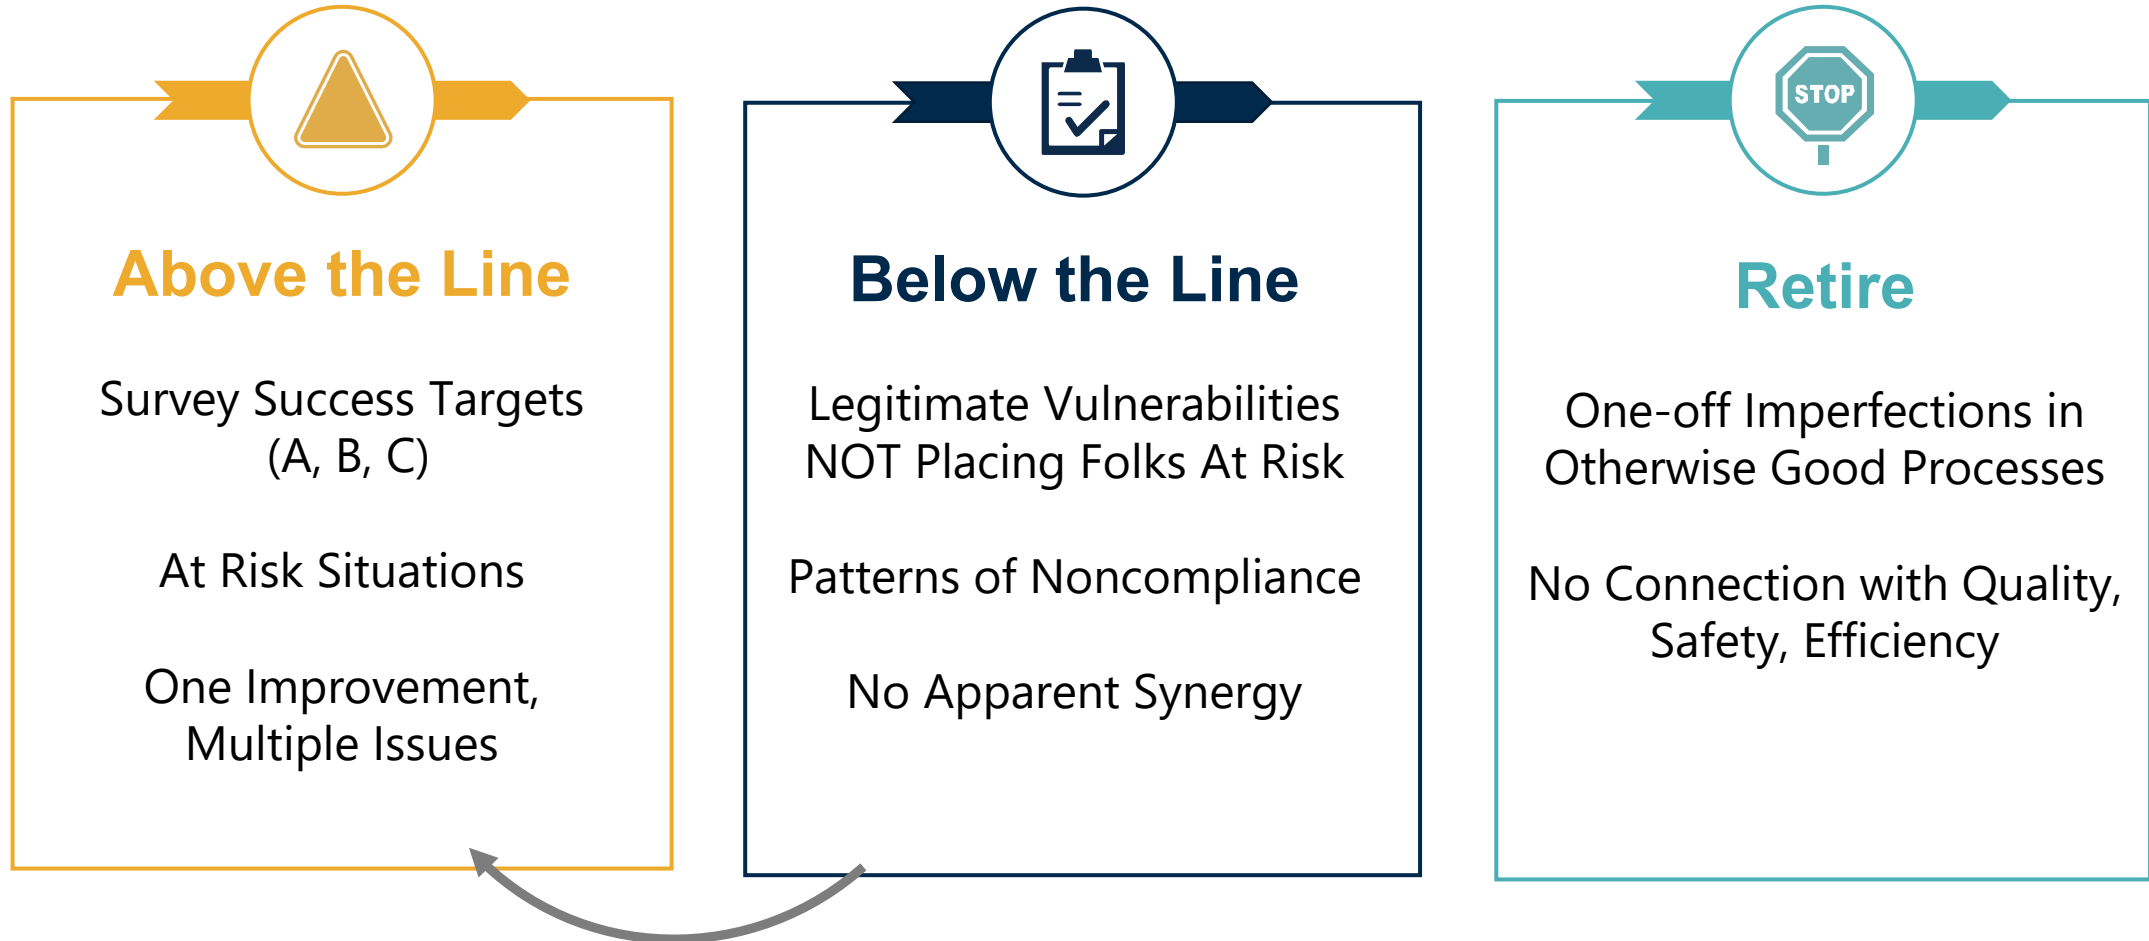 Above the Line
Survey Success Targets
(A, B, C)
At Risk Situations
One Improvement,
Multiple Issues
Below the Line
Legitimate Vulnerabilities
NOT Placing Folks At Risk
Patterns of Noncompliance
No Apparent Synergy
STOP
Retire
One-off Imperfections in
Otherwise Good Processes
No Connection with Quality,
Safety, Efficiency